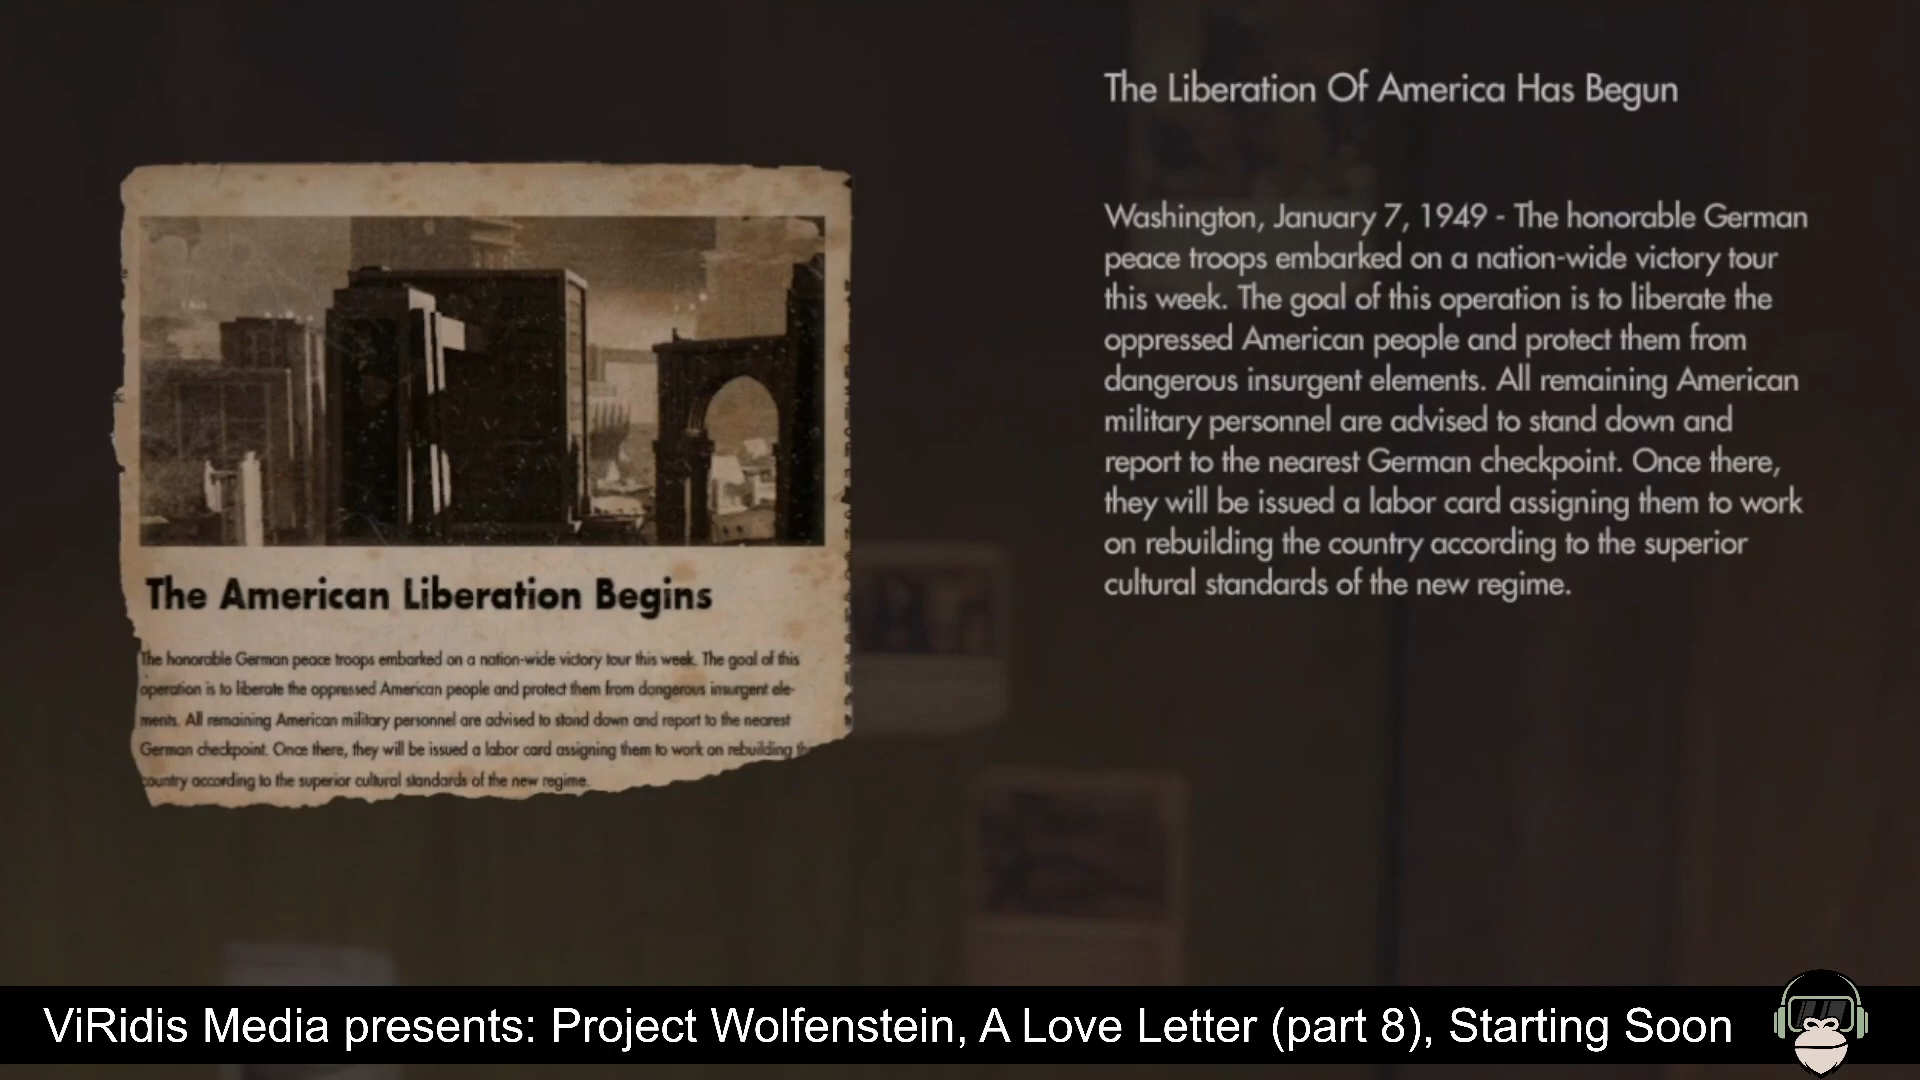 The American Liberation Begins
The honorable German peace troops embarked on a nation-wide victory tour this week. The goal of this
operation is to liberate the oppressed American people and protect them from dangerous insurgent ele-
ments. All remaining American military personnel are advised to stand down and report to the nearest
German checkpoint. Once there, they will be issued a labor card assigning them to work on rebuilding the
country according to the superior cultural standards of the new regime.
The Liberation Of America Has Begun
Washington, January 7, 1949 - The honorable German
peace troops embarked on a nation-wide victory tour
this week. The goal of this operation is to liberate the
oppressed American people and protect them from
dangerous insurgent elements. All remaining American
military personnel are advised to stand down and
report to the nearest German checkpoint. Once there,
they will be issued a labor card assigning them to work
on rebuilding the country according to the superior
cultural standards of the new regime.
ViRidis Media presents: Project Wolfenstein, A Love Letter (part 8), Starting Soon